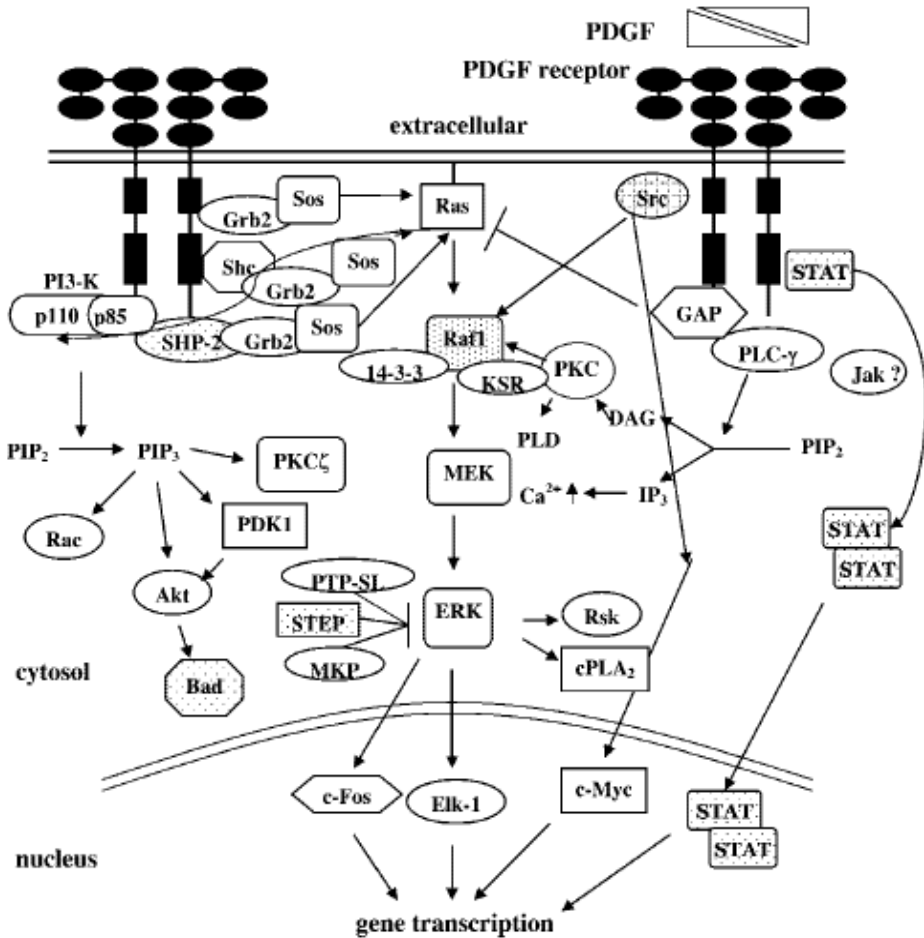 PDGF
PDGF receptor
extracellular
Sos
Grb2
Ras
Src
Shc
Sos
Grb2
STAT
PI3-K
p110 p85
SHP-2
Grb2
Sos
GAP
Raf1
14-3-3
KSR
PKC
PLC-γ
Jak ?
DAG
PLD
PIP₂
PIP₃
PKCζ
MEK
Ca²⁺
IP₃
PIP₂
Rac
PDK1
STAT
STAT
Akt
PTP-SL
STEP
MKP
ERK
Rsk
cPLA₂
cytosol
Bad
c-Fos
Elk-1
c-Myc
STAT
STAT
nucleus
gene transcription